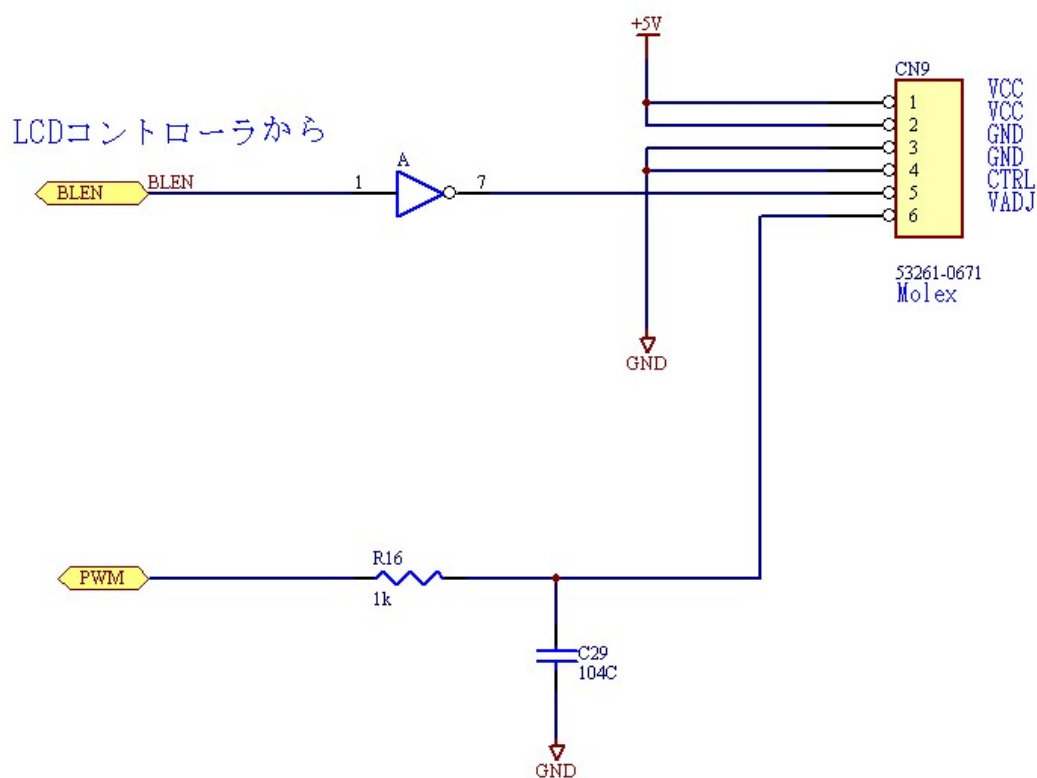 +5V
CN9
LCDコントローラから
BLEN
BLEN
1
A
7
1
2
3
4
5
6
VCC
VCC
GND
GND
CTRL
VADJ
53261-0671
Molex
GND
PWM
R16
1k
C29
104C
GND